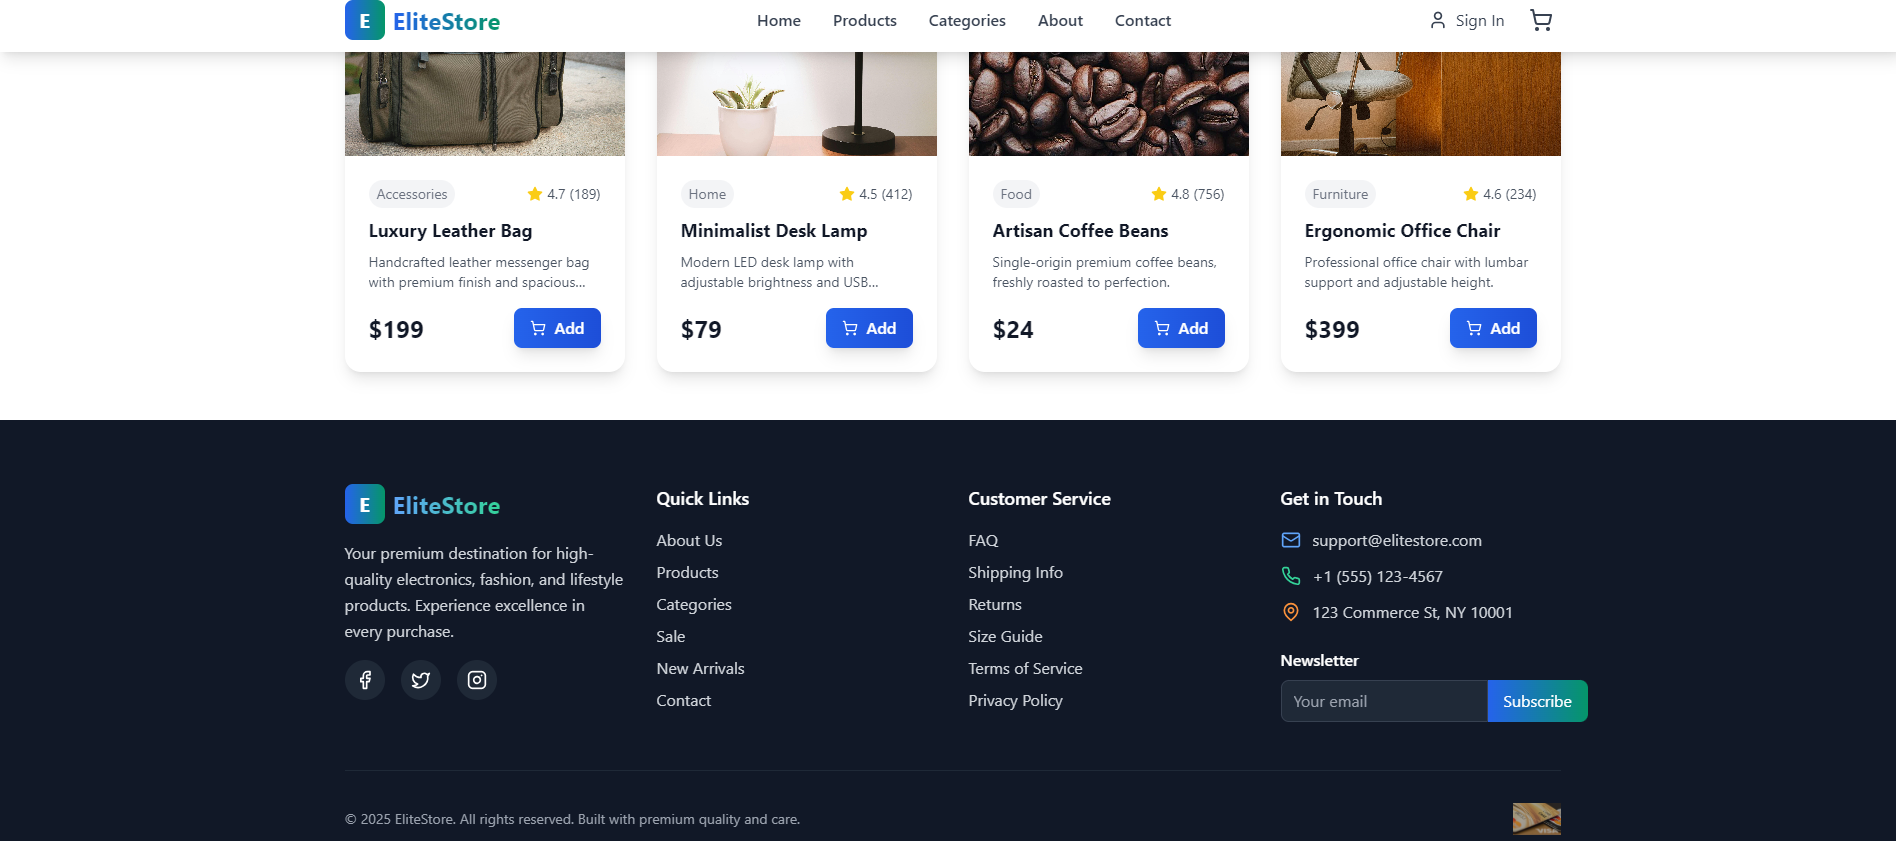 E EliteStore
Home Products Categories About Contact
Sign In
Accessories 4.7 (189)
Luxury Leather Bag
Handcrafted leather messenger bag
with premium finish and spacious...
$199 Add
Home 4.5 (412)
Minimalist Desk Lamp
Modern LED desk lamp with
adjustable brightness and USB...
$79 Add
Food 4.8 (756)
Artisan Coffee Beans
Single-origin premium coffee beans,
freshly roasted to perfection.
$24 Add
Furniture 4.6 (234)
Ergonomic Office Chair
Professional office chair with lumbar
support and adjustable height.
$399 Add
E EliteStore
Your premium destination for high-
quality electronics, fashion, and lifestyle
products. Experience excellence in
every purchase.
Quick Links
About Us
Products
Categories
Sale
New Arrivals
Contact
Customer Service
FAQ
Shipping Info
Returns
Size Guide
Terms of Service
Privacy Policy
Get in Touch
support@elitestore.com
+1 (555) 123-4567
123 Commerce St, NY 10001
Newsletter
Your email Subscribe
© 2025 EliteStore. All rights reserved. Built with premium quality and care.
VISA